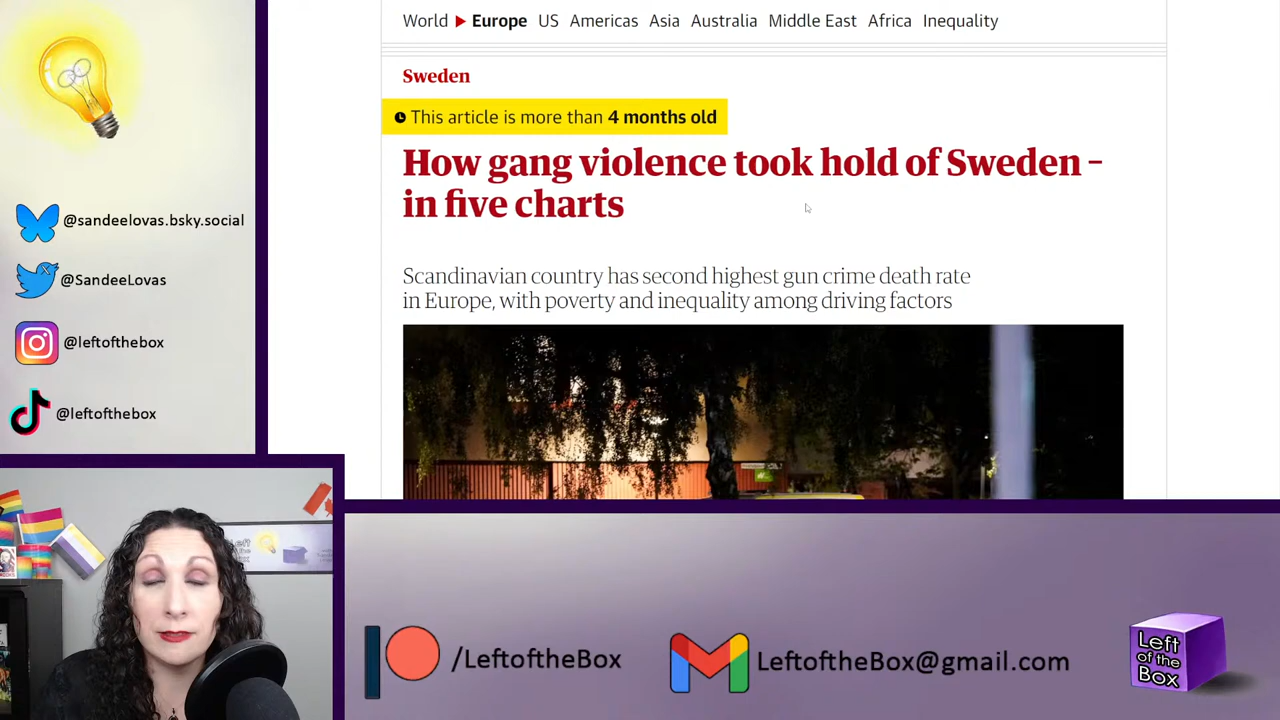 World Europe US Americas Asia Australia Middle East Africa Inequality
Sweden
This article is more than 4 months old
How gang violence took hold of Sweden –
in five charts
Scandinavian country has second highest gun crime death rate
in Europe, with poverty and inequality among driving factors
@sandeelovas.bsky.social
@SandeeLovas
@leftofthebox
@leftofthebox
/LeftoftheBox
LeftoftheBox@gmail.com
Left
of the
Box